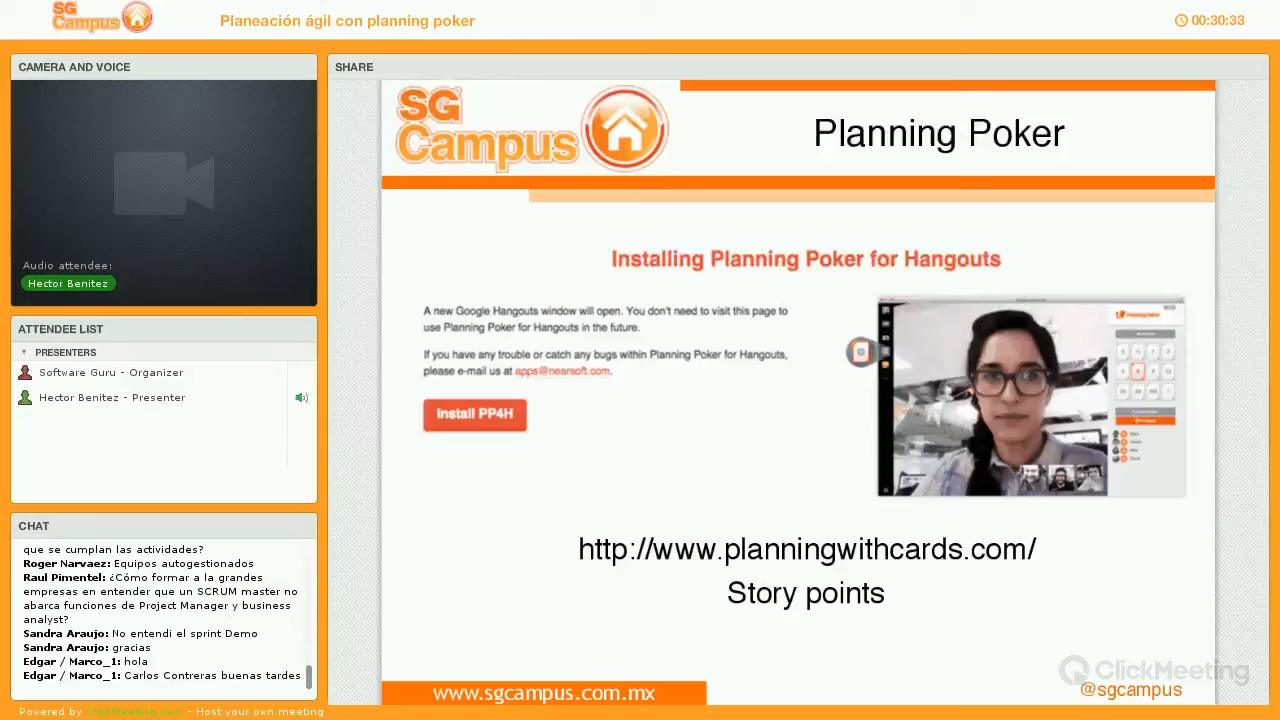 SG Campus
Planeación ágil con planning poker
00:30:33
CAMERA AND VOICE
Audio attendee:
Hector Benitez
ATTENDEE LIST
PRESENTERS
Software Guru - Organizer
Hector Benitez - Presenter
CHAT
que se cumplan las actividades?
Roger Narvaez: Equipos autogestionados
Raul Pimentel: ¿Cómo formar a la grandes
empresas en entender que un SCRUM master no
abarca funciones de Project Manager y business
analyst?
Sandra Araujo: No entendi el sprint Demo
Sandra Araujo: gracias
Edgar / Marco_1: hola
Edgar / Marco_1: Carlos Contreras buenas tardes
Powered by ClickMeeting.com - Host your own meeting
SHARE
SG
Campus
Planning Poker
Installing Planning Poker for Hangouts
A new Google Hangouts window will open. You don't need to visit this page to
use Planning Poker for Hangouts in the future.
If you have any trouble or catch any bugs within Planning Poker for Hangouts,
please e-mail us at apps@nearsoft.com.
Install PP4H
Planning Poker
http://www.planningwithcards.com/
Story points
www.sgcampus.com.mx
ClickMeeting
@sgcampus